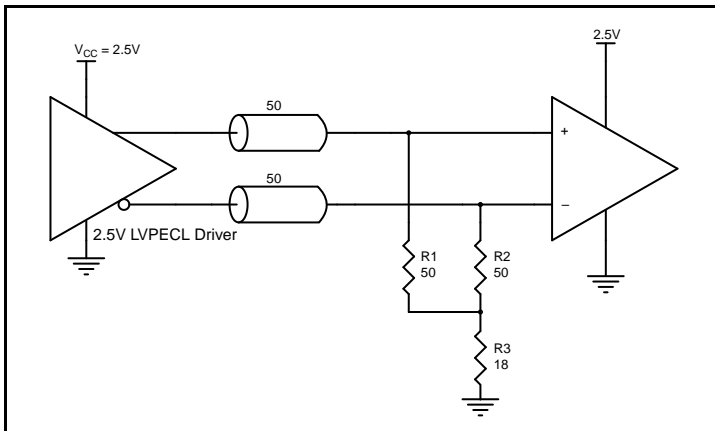 V_CC = 2.5V
2.5V
50
+
50
−
2.5V LVPECL Driver
R1
50
R2
50
R3
18